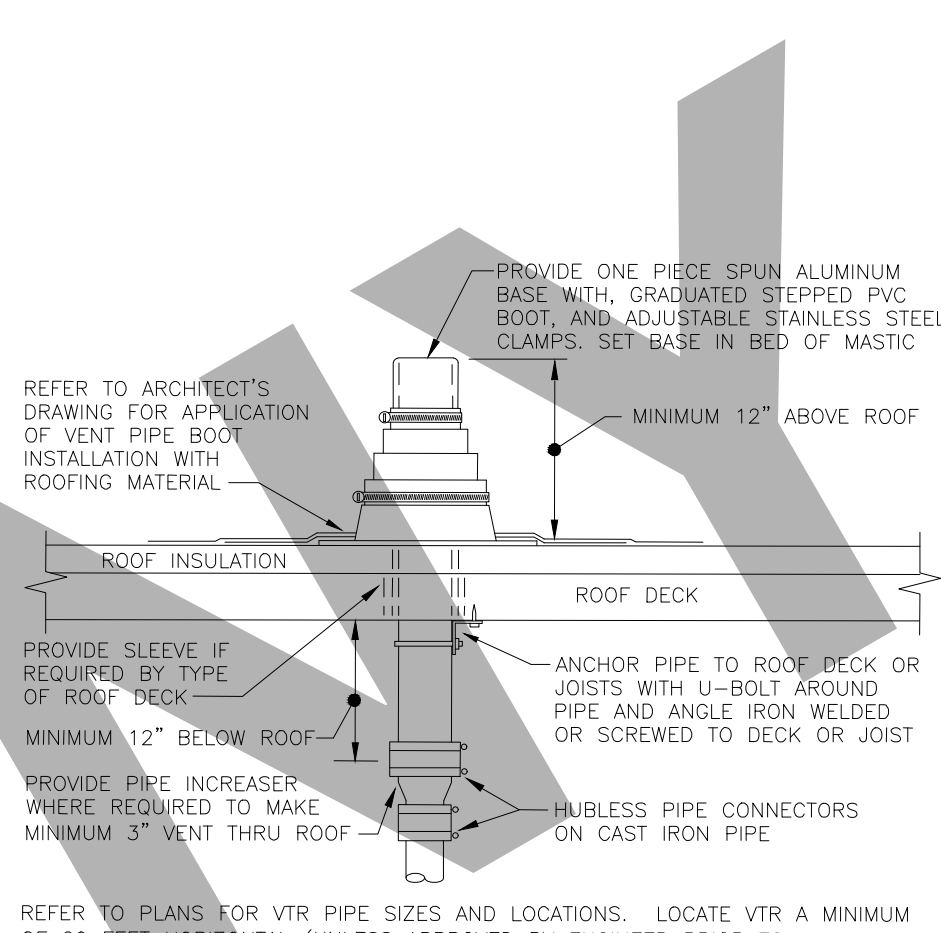 PROVIDE ONE PIECE SPUN ALUMINUM
BASE WITH, GRADUATED STEPPED PVC
BOOT, AND ADJUSTABLE STAINLESS STEEL
CLAMPS. SET BASE IN BED OF MASTIC
REFER TO ARCHITECT'S
DRAWING FOR APPLICATION
OF VENT PIPE BOOT
INSTALLATION WITH
ROOFING MATERIAL
MINIMUM 12" ABOVE ROOF
ROOF INSULATION
ROOF DECK
PROVIDE SLEEVE IF
REQUIRED BY TYPE
OF ROOF DECK
MINIMUM 12" BELOW ROOF
PROVIDE PIPE INCREASER
WHERE REQUIRED TO MAKE
MINIMUM 3" VENT THRU ROOF
ANCHOR PIPE TO ROOF DECK OR
JOISTS WITH U-BOLT AROUND
PIPE AND ANGLE IRON WELDED
OR SCREWED TO DECK OR JOIST
HUBLESS PIPE CONNECTORS
ON CAST IRON PIPE
REFER TO PLANS FOR VTR PIPE SIZES AND LOCATIONS. LOCATE VTR A MINIMUM